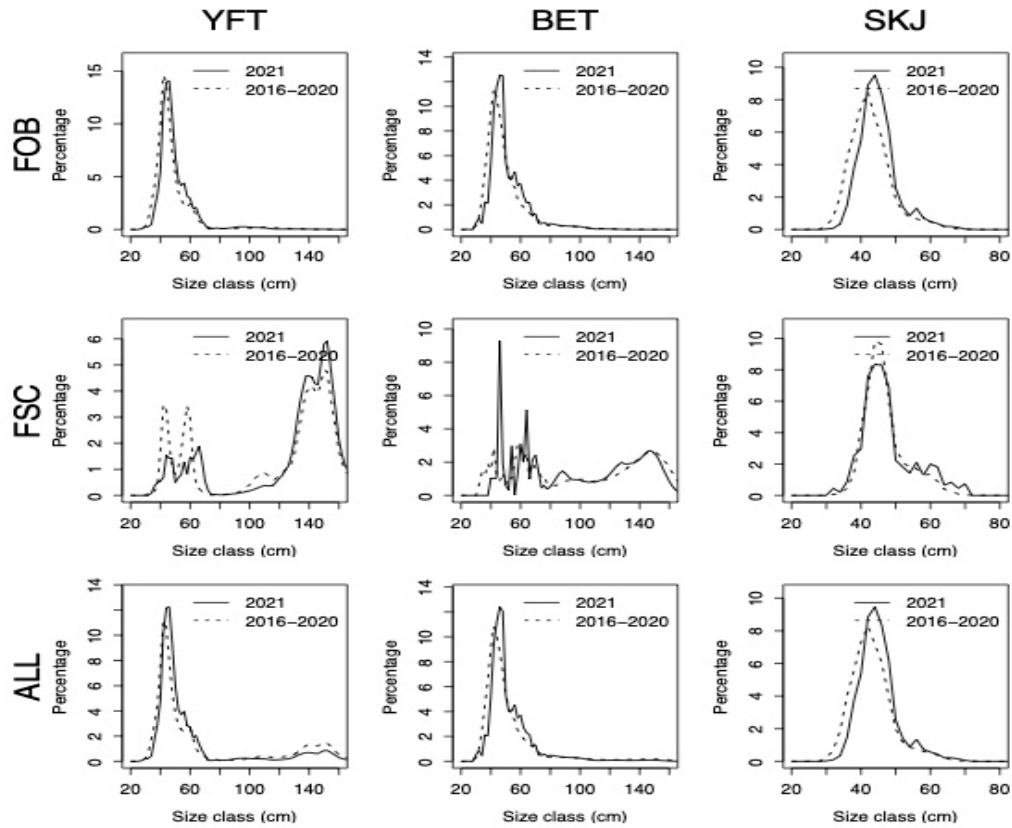 YFT BET SKJ
FOB
Percentage
0 5 10 15
2021
2016–2020
20 60 100 140
Size class (cm)
Percentage
0 2 4 6 8 10 12 14
2021
2016–2020
20 60 100 140
Size class (cm)
Percentage
0 2 4 6 8 10
2021
2016–2020
20 40 60 80
Size class (cm)
FSC
Percentage
0 1 2 3 4 5 6
2021
2016–2020
20 60 100 140
Size class (cm)
Percentage
0 2 4 6 8 10
2021
2016–2020
20 60 100 140
Size class (cm)
Percentage
0 2 4 6 8 10
2021
2016–2020
20 40 60 80
Size class (cm)
ALL
Percentage
0 2 4 6 8 10 12 14
2021
2016–2020
20 60 100 140
Size class (cm)
Percentage
0 2 4 6 8 10 12 14
2021
2016–2020
20 60 100 140
Size class (cm)
Percentage
0 2 4 6 8 10
2021
2016–2020
20 40 60 80
Size class (cm)